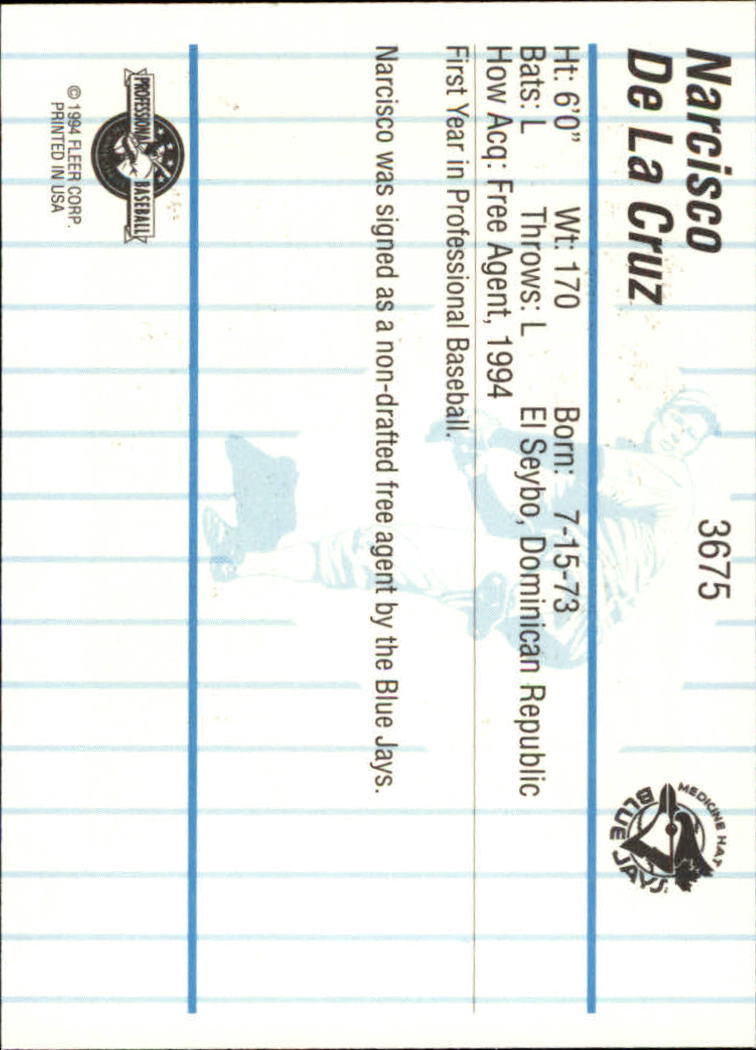 Narcisco
De La Cruz
3675
MEDICINE HAT
BLUE JAYS
Ht: 6'0" Wt: 170 Born: 7-15-73
Bats: L Throws: L El Seybo, Dominican Republic
How Acq: Free Agent, 1994
First Year in Professional Baseball.
Narcisco was signed as a non-drafted free agent by the Blue Jays.
PROFESSIONAL BASEBALL
© 1994 FLEER CORP.
PRINTED IN USA